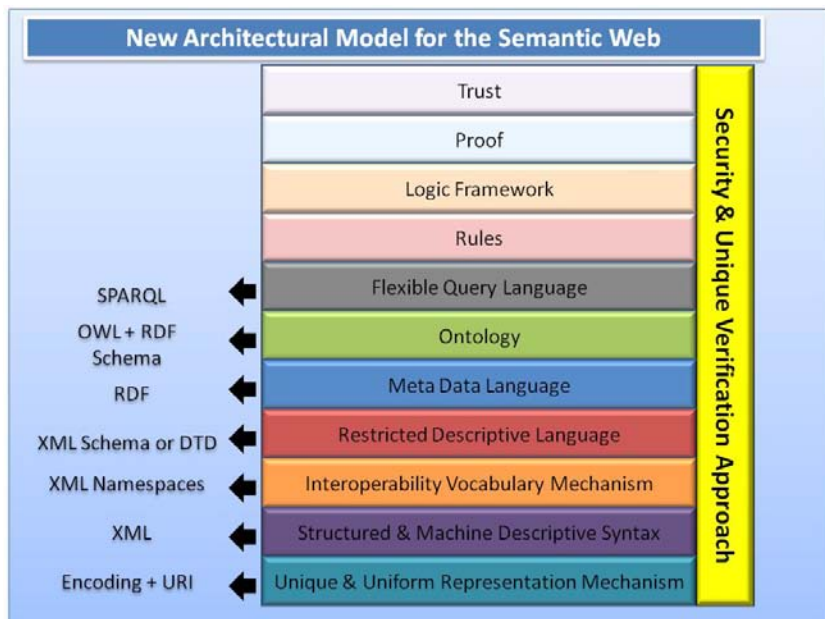 New Architectural Model for the Semantic Web
Trust
Proof
Logic Framework
Rules
SPARQL
Flexible Query Language
OWL + RDF
Schema
Ontology
RDF
Meta Data Language
XML Schema or DTD
Restricted Descriptive Language
XML Namespaces
Interoperability Vocabulary Mechanism
XML
Structured & Machine Descriptive Syntax
Encoding + URI
Unique & Uniform Representation Mechanism
Security & Unique Verification Approach